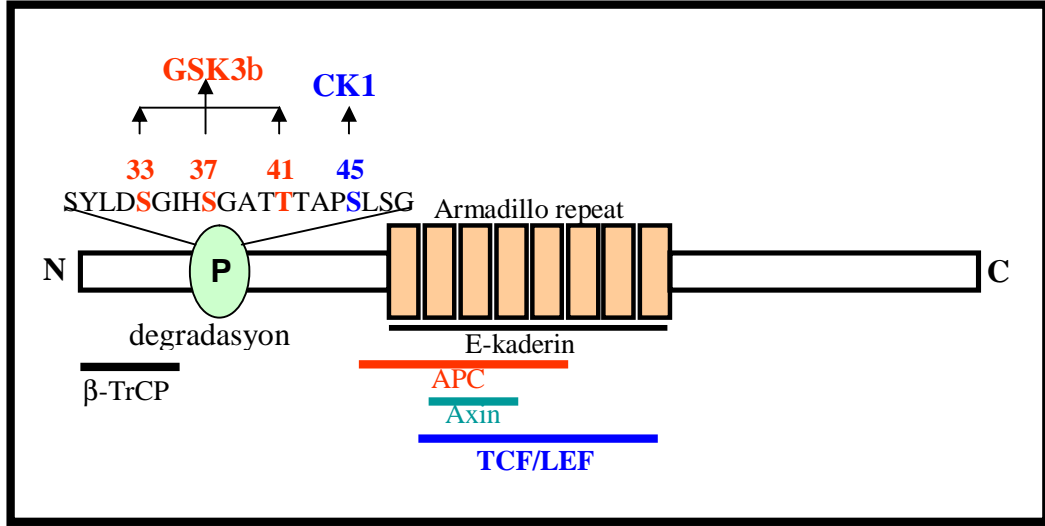 GSK3b
CK1
33 37 41 45
SYLDSGIHSGATTTAPSLSG
Armadillo repeat
N
P
C
degradasyon
E-kaderin
β-TrCP
APC
Axin
TCF/LEF